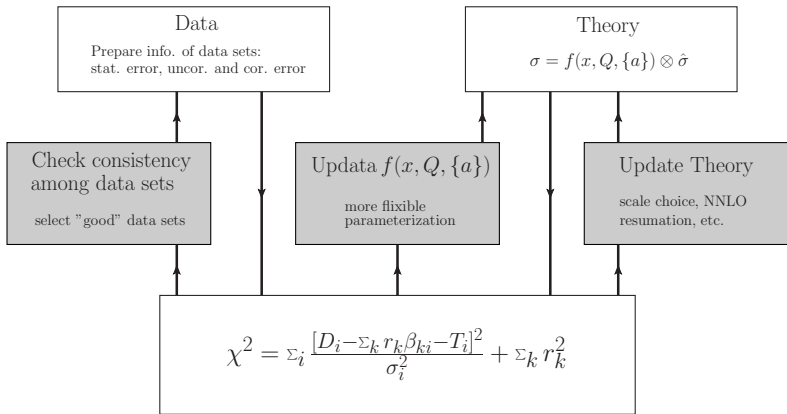 Data
Prepare info. of data sets:
stat. error, uncor. and cor. error
Theory
σ = f(x, Q, {a}) ⊗ σ̂
Check consistency
among data sets
select "good" data sets
Updata f(x, Q, {a})
more flixible
parameterization
Update Theory
scale choice, NNLO
resumation, etc.
χ² = Σ_i [D_i−Σ_k r_k β_ki−T_i]² / σ_i² + Σ_k r_k²